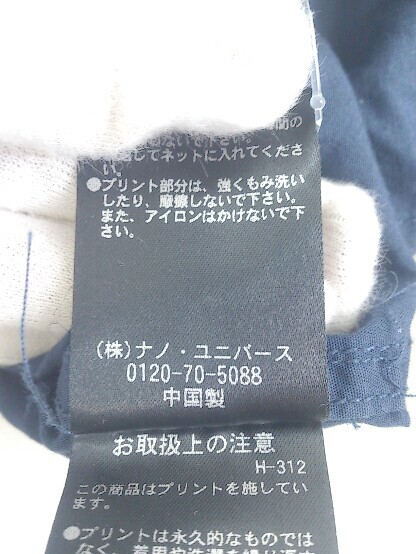 間の
ないで下さい。
してネットに入れてくださ
い。
●プリント部分は、強くもみ洗い
したり、摩擦しないで下さい。
また、アイロンはかけないで下
さい。
(株)ナノ・ユニバース
0120-70-5088
中国製
お取扱上の注意
H-312
この商品はプリントを施してい
ます。
●プリントは永久的なものでは
なく、着用や洗濯を繰り返す